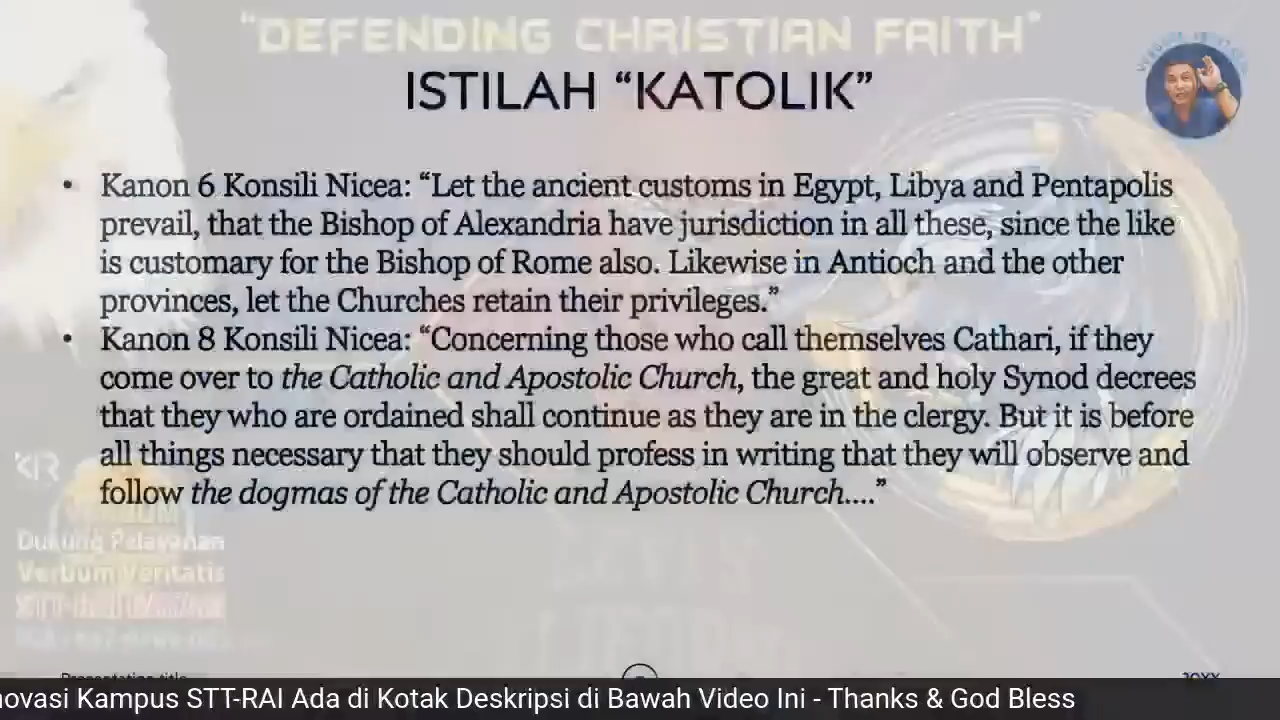 "DEFENDING CHRISTIAN FAITH"
ISTILAH “KATOLIK”
• Kanon 6 Konsili Nicea: “Let the ancient customs in Egypt, Libya and Pentapolis
prevail, that the Bishop of Alexandria have jurisdiction in all these, since the like
is customary for the Bishop of Rome also. Likewise in Antioch and the other
provinces, let the Churches retain their privileges.”
• Kanon 8 Konsili Nicea: “Concerning those who call themselves Cathari, if they
come over to the Catholic and Apostolic Church, the great and holy Synod decrees
that they who are ordained shall continue as they are in the clergy. But it is before
all things necessary that they should profess in writing that they will observe and
follow the dogmas of the Catholic and Apostolic Church....”
Dukung Pelayanan
Verbum Veritatis
Presentation title
novasi Kampus STT-RAI Ada di Kotak Deskripsi di Bawah Video Ini - Thanks & God Bless